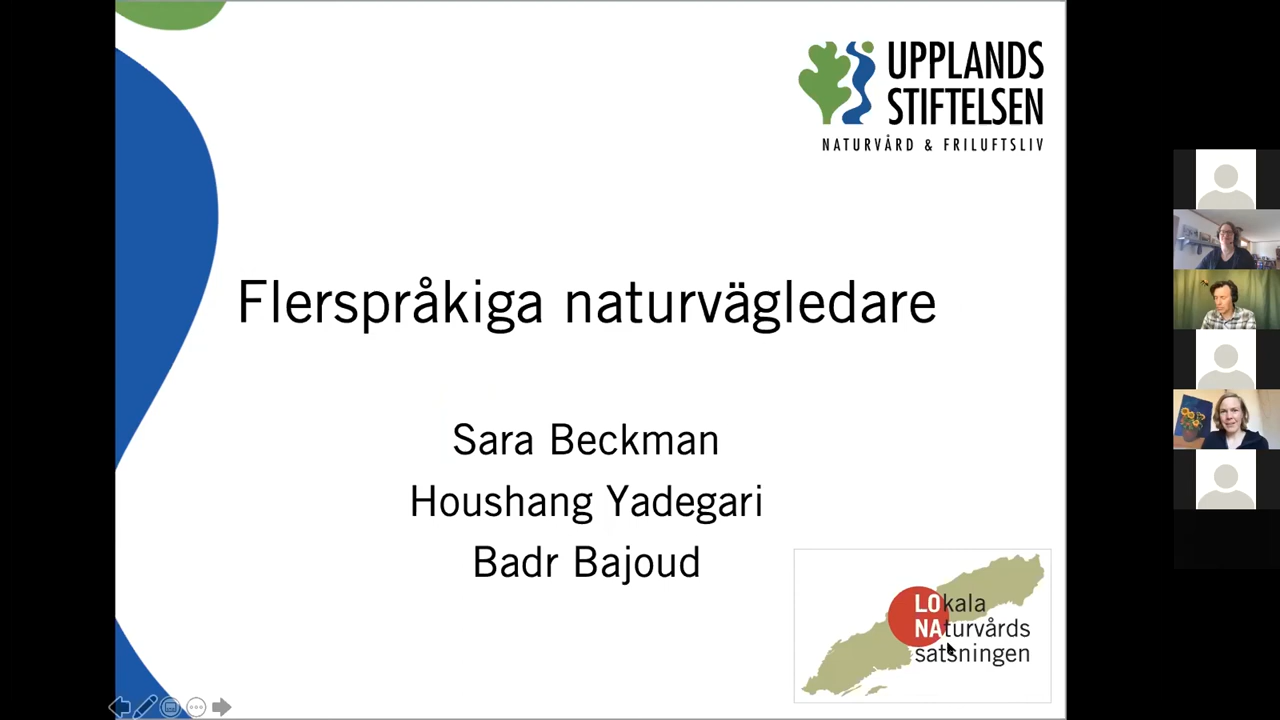 UPPLANDS
STIFTELSEN
NATURVÅRD & FRILUFTSLIV
Flerspråkiga naturvägledare
Sara Beckman
Houshang Yadegari
Badr Bajoud
LOkala
NAturvårds
satsningen